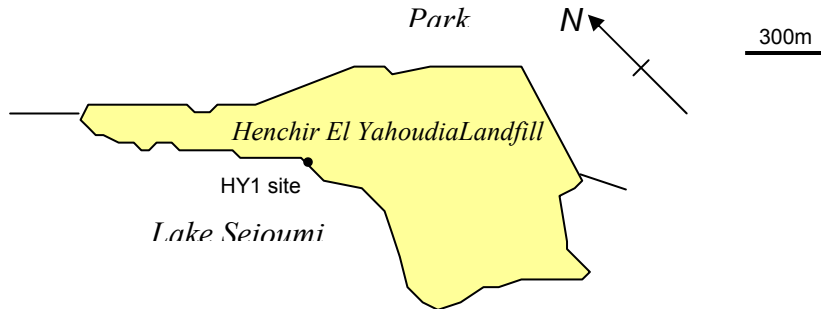 Park
N
300m
Henchir El YahoudiaLandfill
HY1 site
Lake Sejoumi